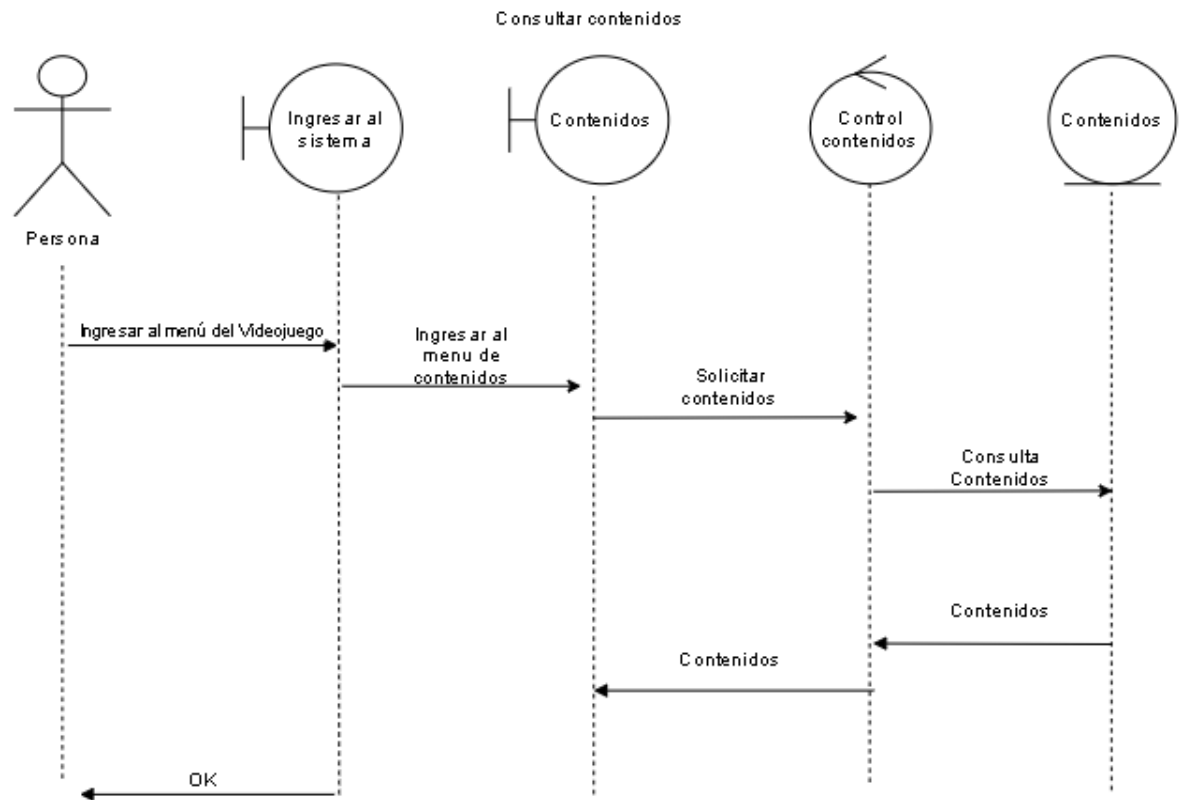 Consultar contenidos
Ingresar al
sistema
Contenidos
Control
contenidos
Contenidos
Persona
Ingresar al menú del Videojuego
Ingresar al
menu de
contenidos
Solicitar
contenidos
Consulta
Contenidos
Contenidos
Contenidos
OK